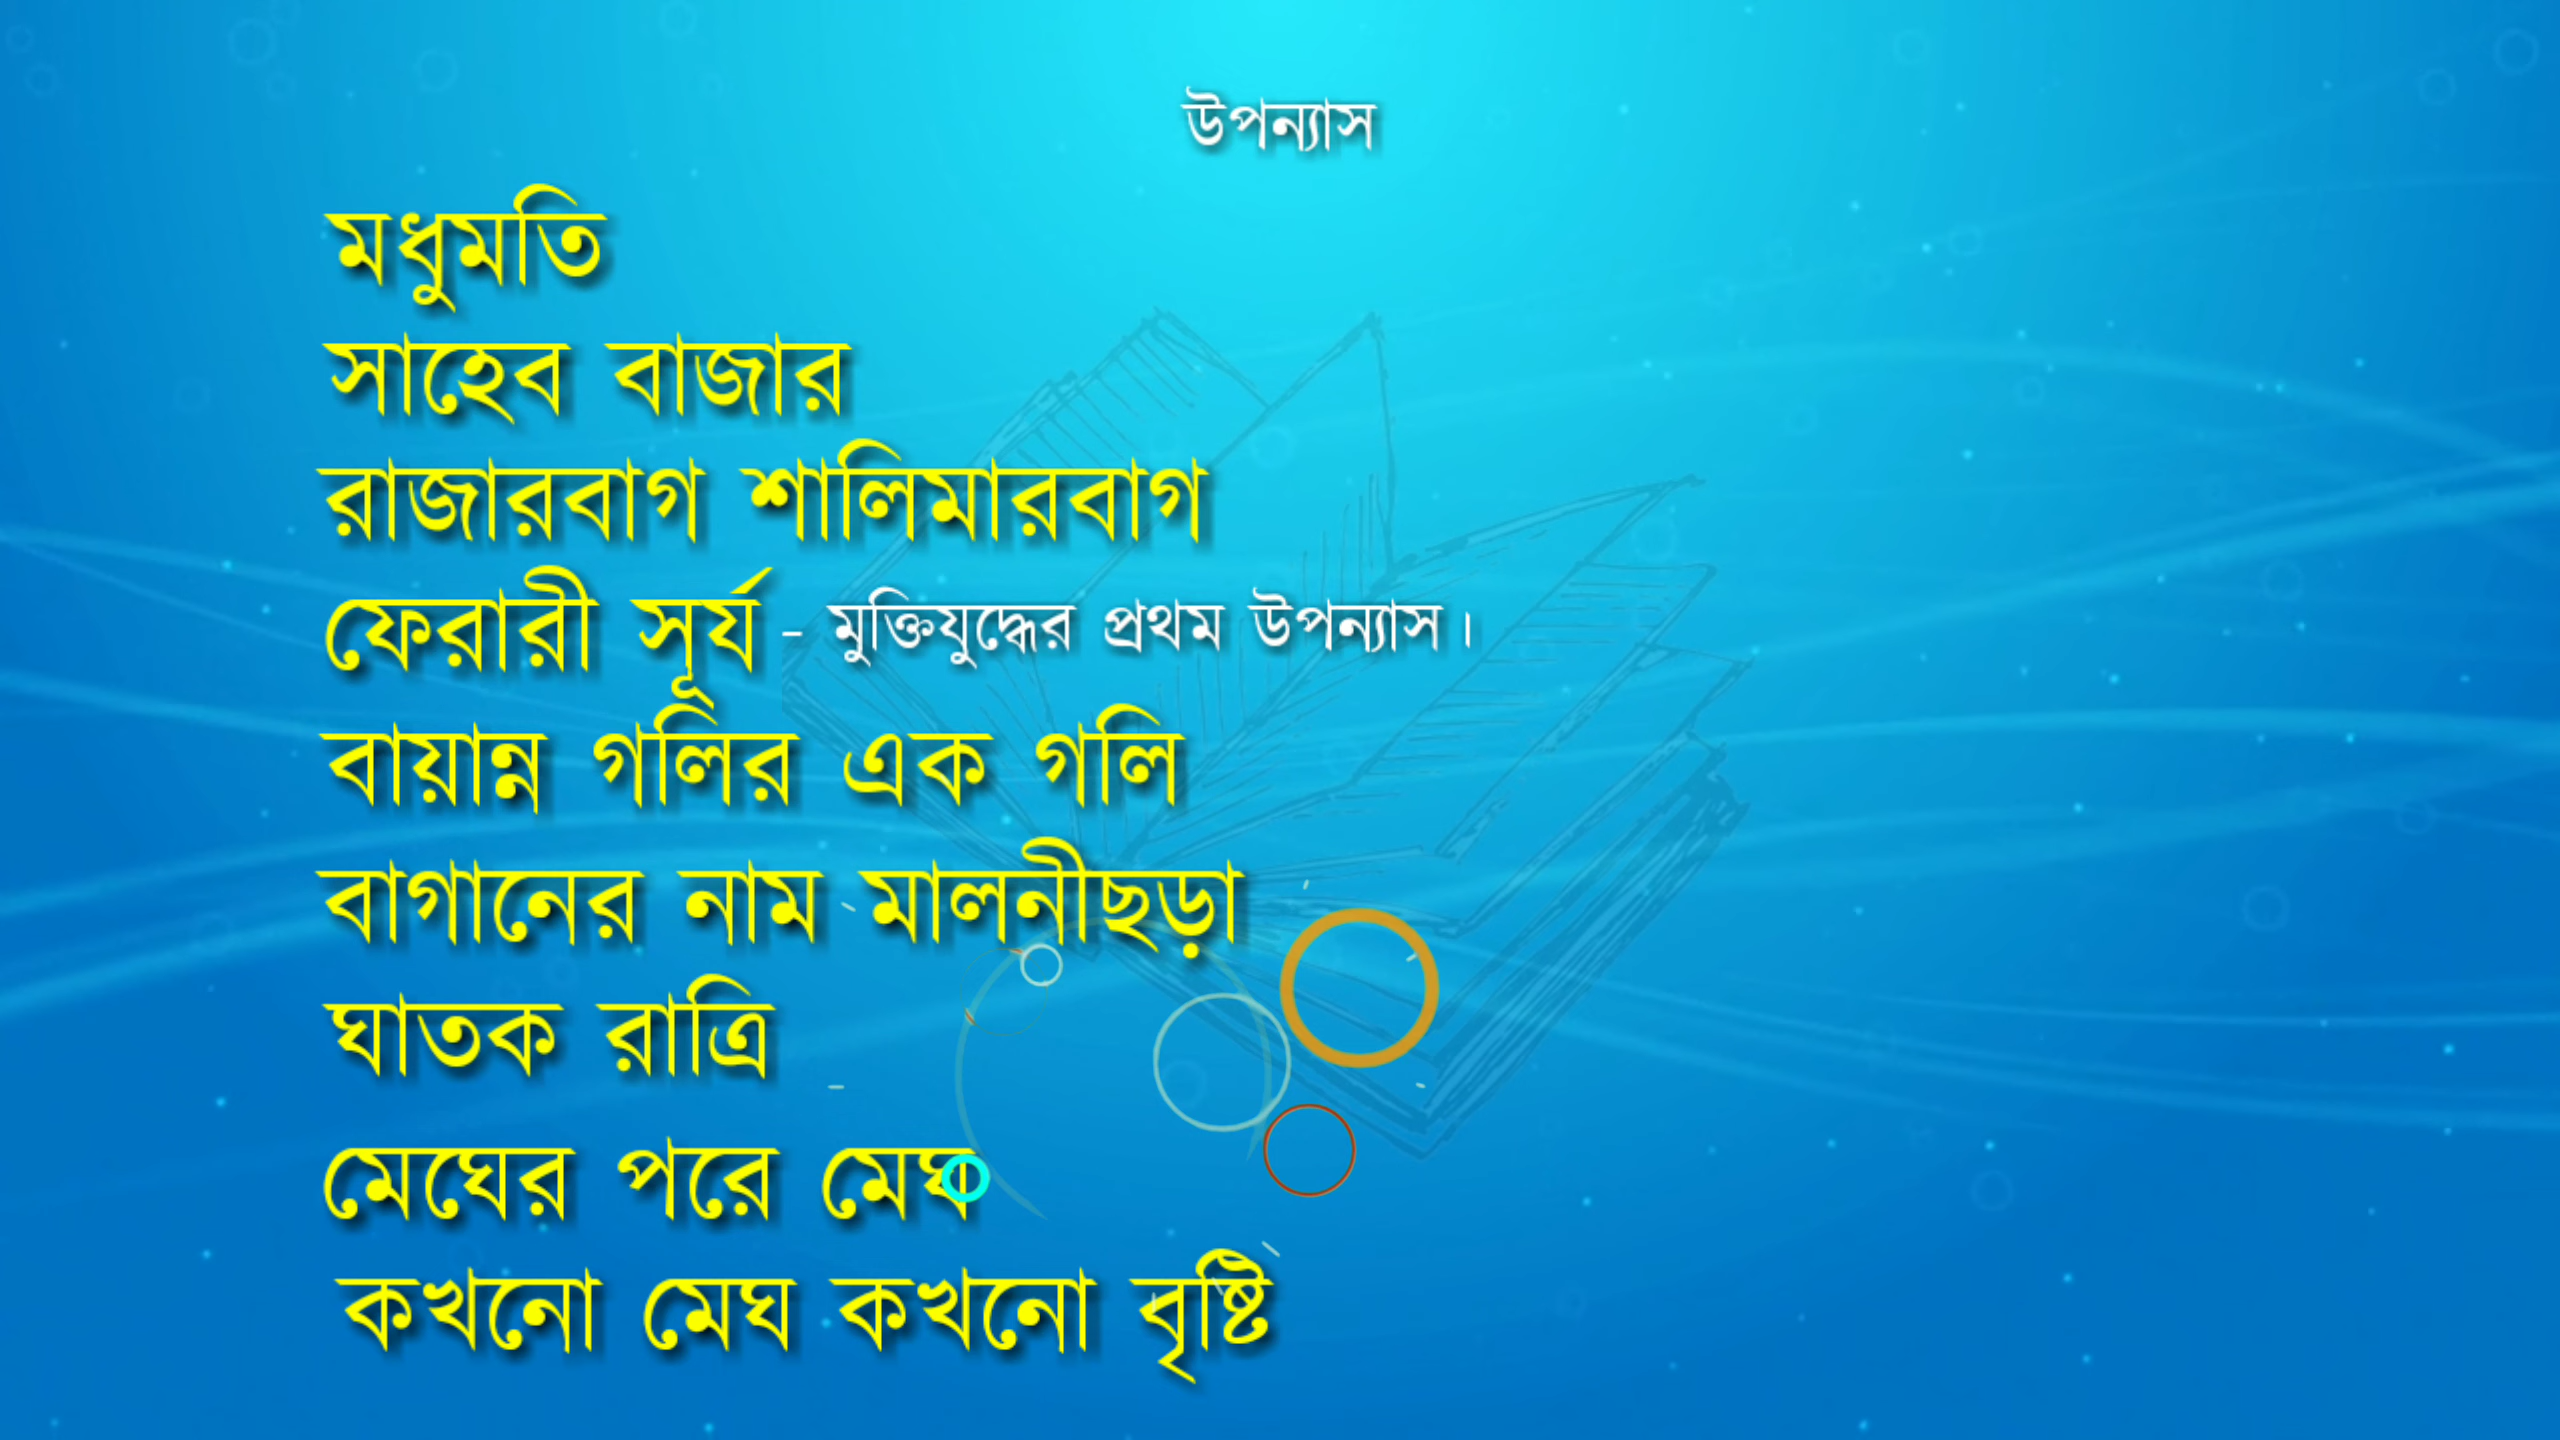 উপন্যাস
মধুমতি
সাহেব বাজার
রাজারবাগ শালিমারবাগ
ফেরারী সূর্য - মুক্তিযুদ্ধের প্রথম উপন্যাস।
বায়ান্ন গলির এক গলি
বাগানের নাম মালনীছড়া
ঘাতক রাত্রি
মেঘের পরে মেঘ
কখনো মেঘ কখনো বৃষ্টি